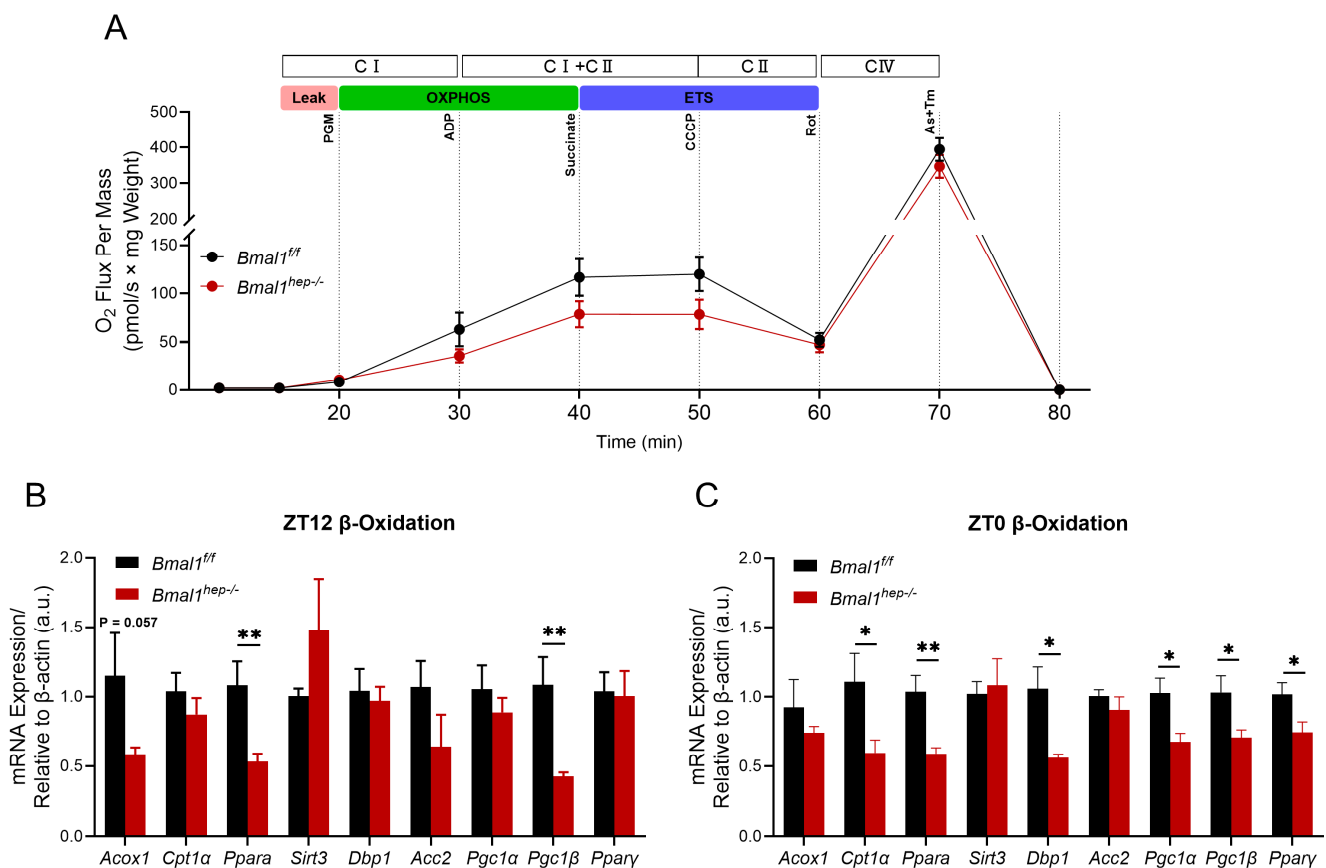 A
C Ⅰ
C Ⅰ +C Ⅱ
C Ⅱ
CⅣ
Leak
OXPHOS
ETS
PGM
ADP
Succinate
CCCP
Rot
As+Tm
O2 Flux Per Mass
(pmol/s × mg Weight)
500
400
300
200
150
100
50
0
Bmal1f/f
Bmal1hep-/-
20
30
40
50
60
70
80
Time (min)
B
ZT12 β-Oxidation
mRNA Expression/
Relative to β-actin (a.u.)
2.0
1.5
1.0
0.5
0.0
Bmal1f/f
Bmal1hep-/-
P = 0.057
**
**
Acox1
Cpt1α
Ppara
Sirt3
Dbp1
Acc2
Pgc1α
Pgc1β
Pparγ
C
ZT0 β-Oxidation
mRNA Expression/
Relative to β-actin (a.u.)
2.0
1.5
1.0
0.5
0.0
Bmal1f/f
Bmal1hep-/-
*
**
*
*
*
*
Acox1
Cpt1α
Ppara
Sirt3
Dbp1
Acc2
Pgc1α
Pgc1β
Pparγ